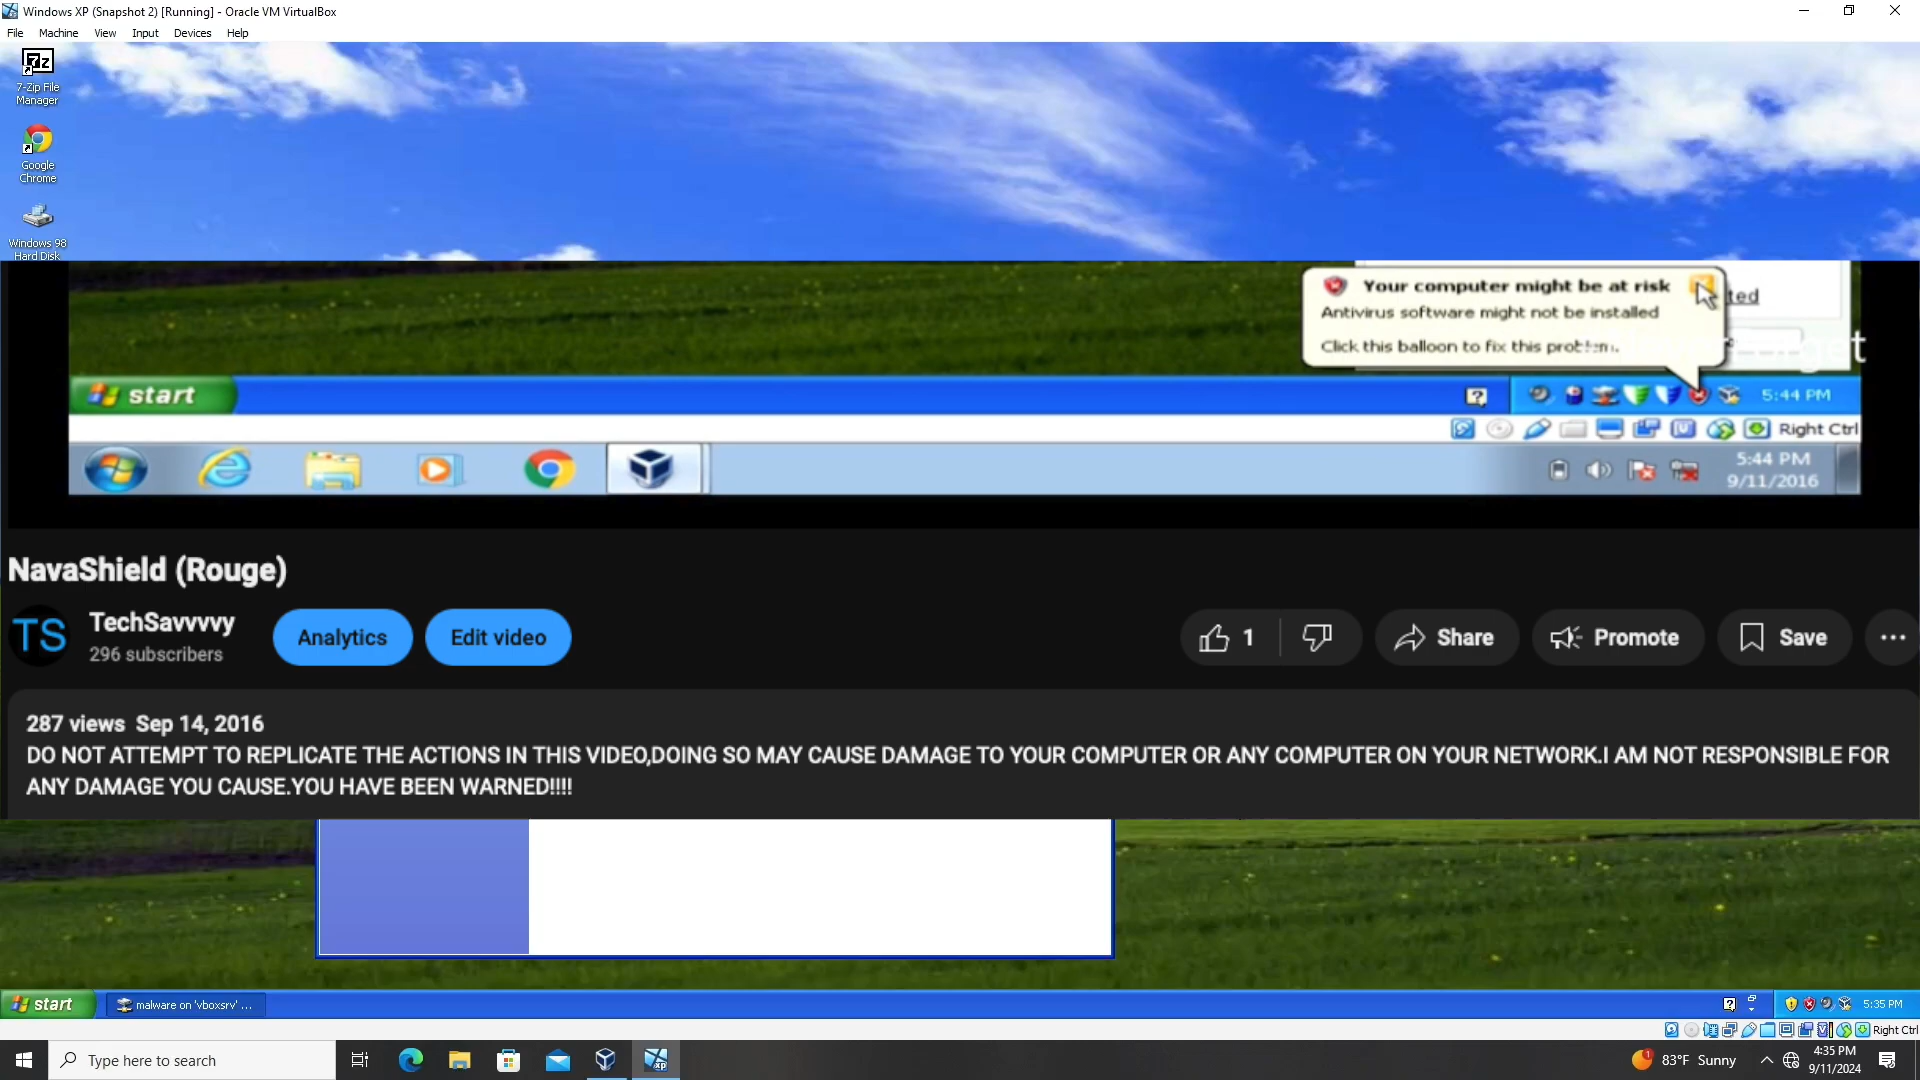 Windows XP (Snapshot 2) [Running] - Oracle VM VirtualBox
File Machine View Input Devices Help
7-Zip File
Manager
Google
Chrome
Windows 98
Hard Disk
Your computer might be at risk
Antivirus software might not be installed
Click this balloon to fix this problem.
start
5:44 PM
Right Ctrl
5:44 PM
9/11/2016
NavaShield (Rouge)
TS
TechSavvvvy
296 subscribers
Analytics
Edit video
1
Share
Promote
Save
287 views Sep 14, 2016
DO NOT ATTEMPT TO REPLICATE THE ACTIONS IN THIS VIDEO,DOING SO MAY CAUSE DAMAGE TO YOUR COMPUTER OR ANY COMPUTER ON YOUR NETWORK.I AM NOT RESPONSIBLE FOR
ANY DAMAGE YOU CAUSE.YOU HAVE BEEN WARNED!!!!
start
malware on 'vboxsrv' ...
5:35 PM
Right Ctrl
Type here to search
xp
1
83°F Sunny
4:35 PM
9/11/2024